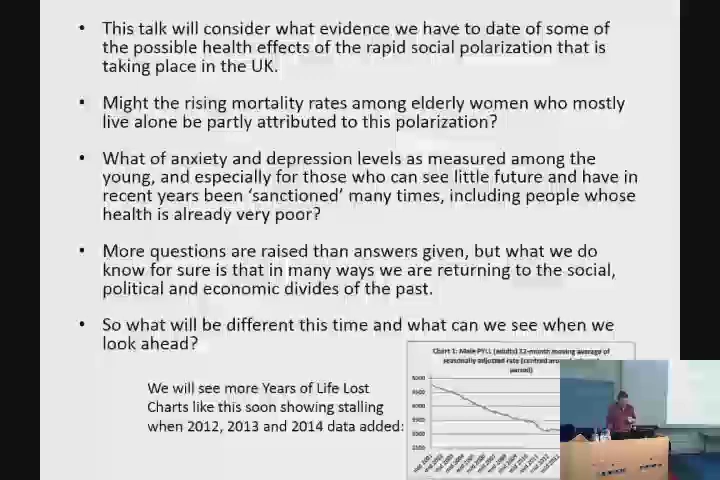 • This talk will consider what evidence we have to date of some of
the possible health effects of the rapid social polarization that is
taking place in the UK.
• Might the rising mortality rates among elderly women who mostly
live alone be partly attributed to this polarization?
• What of anxiety and depression levels as measured among the
young, and especially for those who can see little future and have in
recent years been ‘sanctioned’ many times, including people whose
health is already very poor?
• More questions are raised than answers given, but what we do
know for sure is that in many ways we are returning to the social,
political and economic divides of the past.
• So what will be different this time and what can we see when we
look ahead?
Chart 1: Male PYLL (adults) 12-month moving average of
seasonally adjusted rate (centred
period)
We will see more Years of Life Lost
Charts like this soon showing stalling
when 2012, 2013 and 2014 data added: